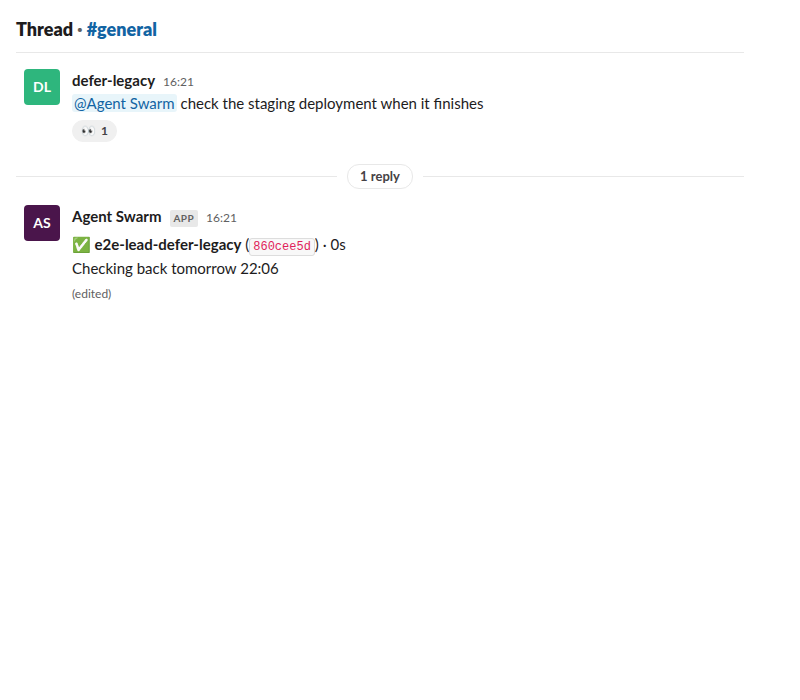 Thread • #general
DL
defer-legacy 16:21
@Agent Swarm check the staging deployment when it finishes
👀 1
1 reply
AS
Agent Swarm APP 16:21
✅ e2e-lead-defer-legacy (860cee5d) · 0s
Checking back tomorrow 22:06
(edited)